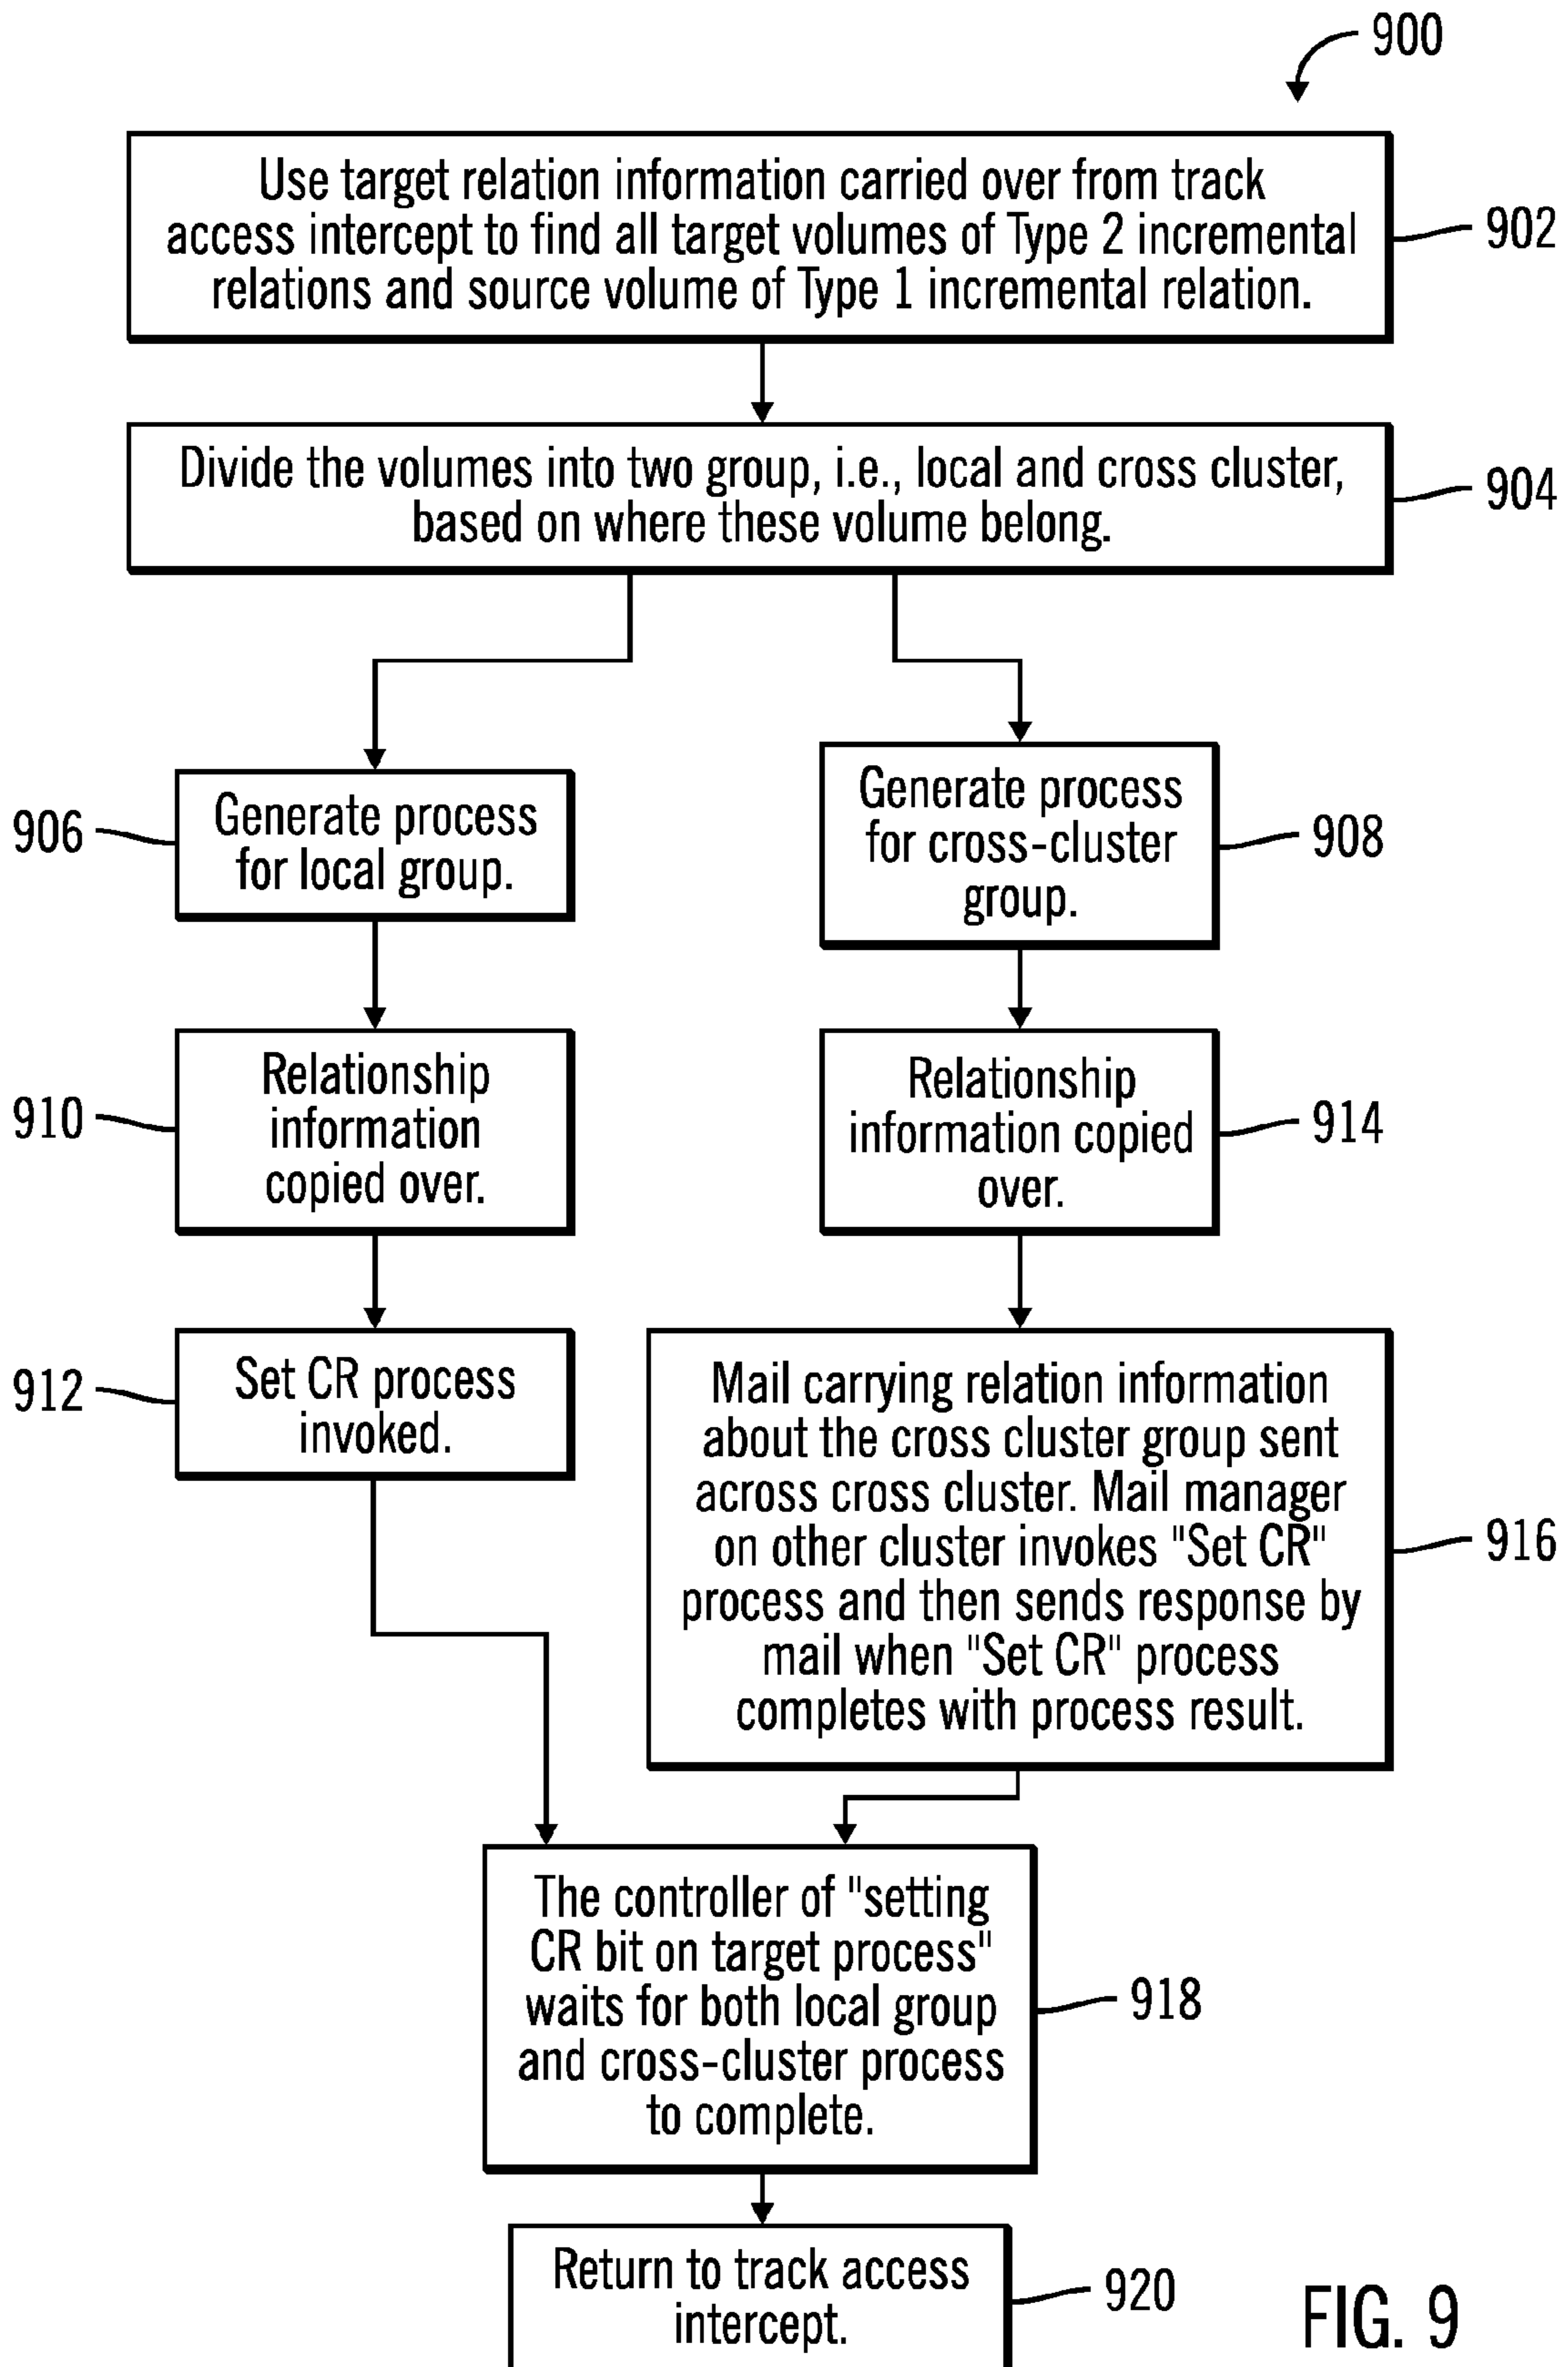 900
Use target relation information carried over from track
access intercept to find all target volumes of Type 2 incremental
relations and source volume of Type 1 incremental relation.
902
Divide the volumes into two group, i.e., local and cross cluster,
based on where these volume belong.
904
906
Generate process
for local group.
Generate process
for cross-cluster
group.
908
910
Relationship
information
copied over.
Relationship
information copied
over.
914
912
Set CR process
invoked.
Mail carrying relation information
about the cross cluster group sent
across cross cluster. Mail manager
on other cluster invokes "Set CR"
process and then sends response by
mail when "Set CR" process
completes with process result.
916
The controller of "setting
CR bit on target process"
waits for both local group
and cross-cluster process
to complete.
918
Return to track access
intercept.
920
FIG. 9